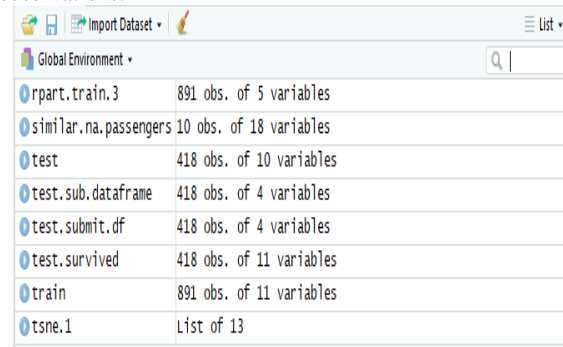 Import Dataset
List
Global Environment
rpart.train.3 891 obs. of 5 variables
similar.na.passengers 10 obs. of 18 variables
test 418 obs. of 10 variables
test.sub.dataframe 418 obs. of 4 variables
test.submit.df 418 obs. of 4 variables
test.survived 418 obs. of 11 variables
train 891 obs. of 11 variables
tsne.1 List of 13